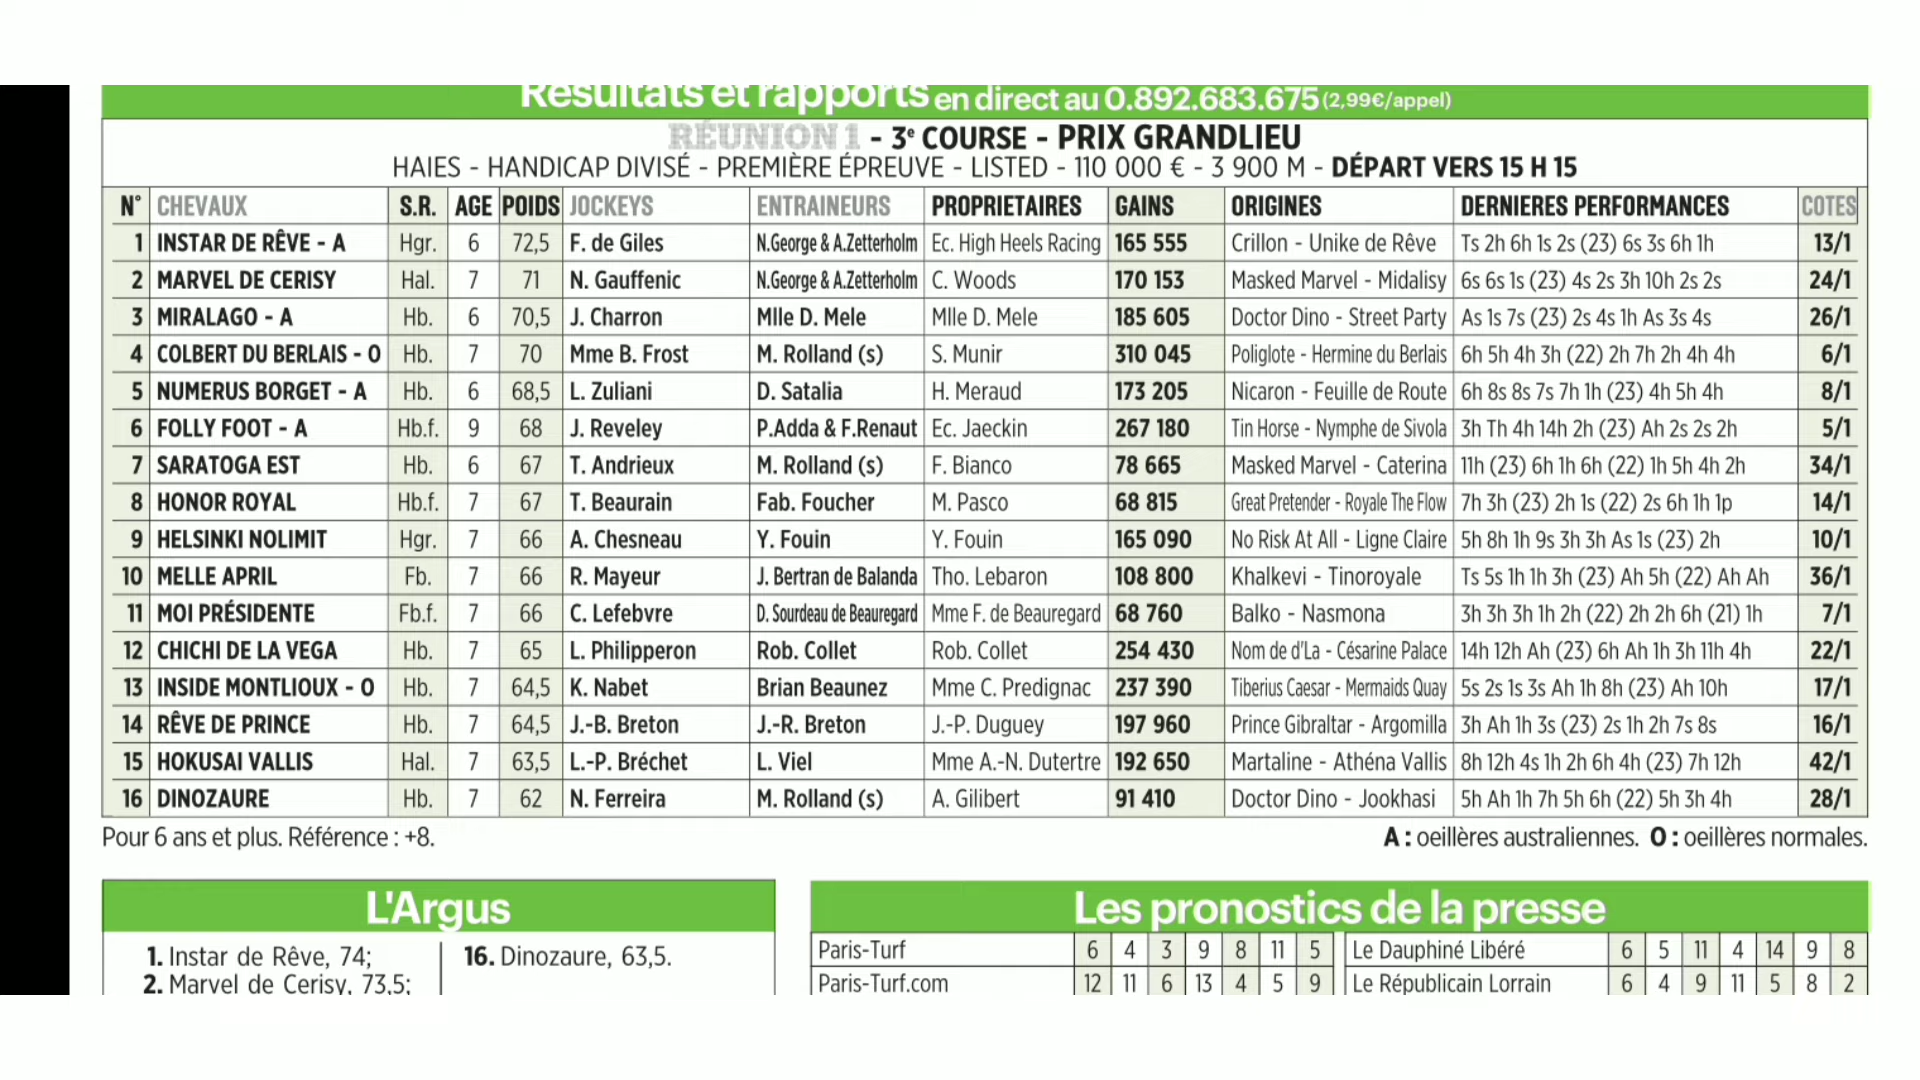 Résultats et rapports en direct au 0.892.683.675 (2,99€/appel)
RÉUNION 1 - 3e COURSE - PRIX GRANDLIEU
HAIES - HANDICAP DIVISÉ - PREMIÈRE ÉPREUVE - LISTED - 110 000 € - 3 900 M - DÉPART VERS 15 H 15
N° CHEVAUX S.R. AGE POIDS JOCKEYS ENTRAINEURS PROPRIETAIRES GAINS ORIGINES DERNIERES PERFORMANCES COTES
1 INSTAR DE RÊVE - A Hgr. 6 72,5 F. de Giles N.George & A.Zetterholm Ec. High Heels Racing 165 555 Crillon - Unike de Rêve Ts 2h 6h 1s 2s (23) 6s 3s 6h 1h 13/1
2 MARVEL DE CERISY Hal. 7 71 N. Gauffenic N.George & A.Zetterholm C. Woods 170 153 Masked Marvel - Midalisy 6s 6s 1s (23) 4s 2s 3h 10h 2s 2s 24/1
3 MIRALAGO - A Hb. 6 70,5 J. Charron Mlle D. Mele Mlle D. Mele 185 605 Doctor Dino - Street Party As 1s 7s (23) 2s 4s 1h As 3s 4s 26/1
4 COLBERT DU BERLAIS - O Hb. 7 70 Mme B. Frost M. Rolland (s) S. Munir 310 045 Poliglote - Hermine du Berlais 6h 5h 4h 3h (22) 2h 7h 2h 4h 4h 6/1
5 NUMERUS BORGET - A Hb. 6 68,5 L. Zuliani D. Satalia H. Meraud 173 205 Nicaron - Feuille de Route 6h 8s 8s 7s 7h 1h (23) 4h 5h 4h 8/1
6 FOLLY FOOT - A Hb.f. 9 68 J. Reveley P.Adda & F.Renaut Ec. Jaeckin 267 180 Tin Horse - Nymphe de Sivola 3h Th 4h 14h 2h (23) Ah 2s 2s 2h 5/1
7 SARATOGA EST Hb. 6 67 T. Andrieux M. Rolland (s) F. Bianco 78 665 Masked Marvel - Caterina 11h (23) 6h 1h 6h (22) 1h 5h 4h 2h 34/1
8 HONOR ROYAL Hb.f. 7 67 T. Beaurain Fab. Foucher M. Pasco 68 815 Great Pretender - Royale The Flow 7h 3h (23) 2h 1s (22) 2s 6h 1h 1p 14/1
9 HELSINKI NOLIMIT Hgr. 7 66 A. Chesneau Y. Fouin Y. Fouin 165 090 No Risk At All - Ligne Claire 5h 8h 1h 9s 3h 3h As 1s (23) 2h 10/1
10 MELLE APRIL Fb. 7 66 R. Mayeur J. Bertran de Balanda Tho. Lebaron 108 800 Khalkevi - Tinoroyale Ts 5s 1h 1h 3h (23) Ah 5h (22) Ah Ah 36/1
11 MOI PRÉSIDENTE Fb.f. 7 66 C. Lefebvre D. Sourdeau de Beauregard Mme F. de Beauregard 68 760 Balko - Nasmona 3h 3h 3h 1h 2h (22) 2h 2h 6h (21) 1h 7/1
12 CHICHI DE LA VEGA Hb. 7 65 L. Philipperon Rob. Collet Rob. Collet 254 430 Nom de d'La - Césarine Palace 14h 12h Ah (23) 6h Ah 1h 3h 11h 4h 22/1
13 INSIDE MONTLIOUX - O Hb. 7 64,5 K. Nabet Brian Beaunez Mme C. Predignac 237 390 Tiberius Caesar - Mermaids Quay 5s 2s 1s 3s Ah 1h 8h (23) Ah 10h 17/1
14 RÊVE DE PRINCE Hb. 7 64,5 J.-B. Breton J.-R. Breton J.-P. Duguey 197 960 Prince Gibraltar - Argomilla 3h Ah 1h 3s (23) 2s 1h 2h 7s 8s 16/1
15 HOKUSAI VALLIS Hal. 7 63,5 L.-P. Bréchet L. Viel Mme A.-N. Dutertre 192 650 Martaline - Athéna Vallis 8h 12h 4s 1h 2h 6h 4h (23) 7h 12h 42/1
16 DINOZAURE Hb. 7 62 N. Ferreira M. Rolland (s) A. Gilibert 91 410 Doctor Dino - Jookhasi 5h Ah 1h 7h 5h 6h (22) 5h 3h 4h 28/1
Pour 6 ans et plus. Référence : +8. A : oeillères australiennes. O : oeillères normales.
L'Argus
1. Instar de Rêve, 74;
2. Marvel de Cerisy, 73,5;
16. Dinozaure, 63,5.
Les pronostics de la presse
Paris-Turf 6 4 3 9 8 11 5
Paris-Turf.com 12 11 6 13 4 5 9
Le Dauphiné Libéré 6 5 11 4 14 9 8
Le Républicain Lorrain 6 4 9 11 5 8 2